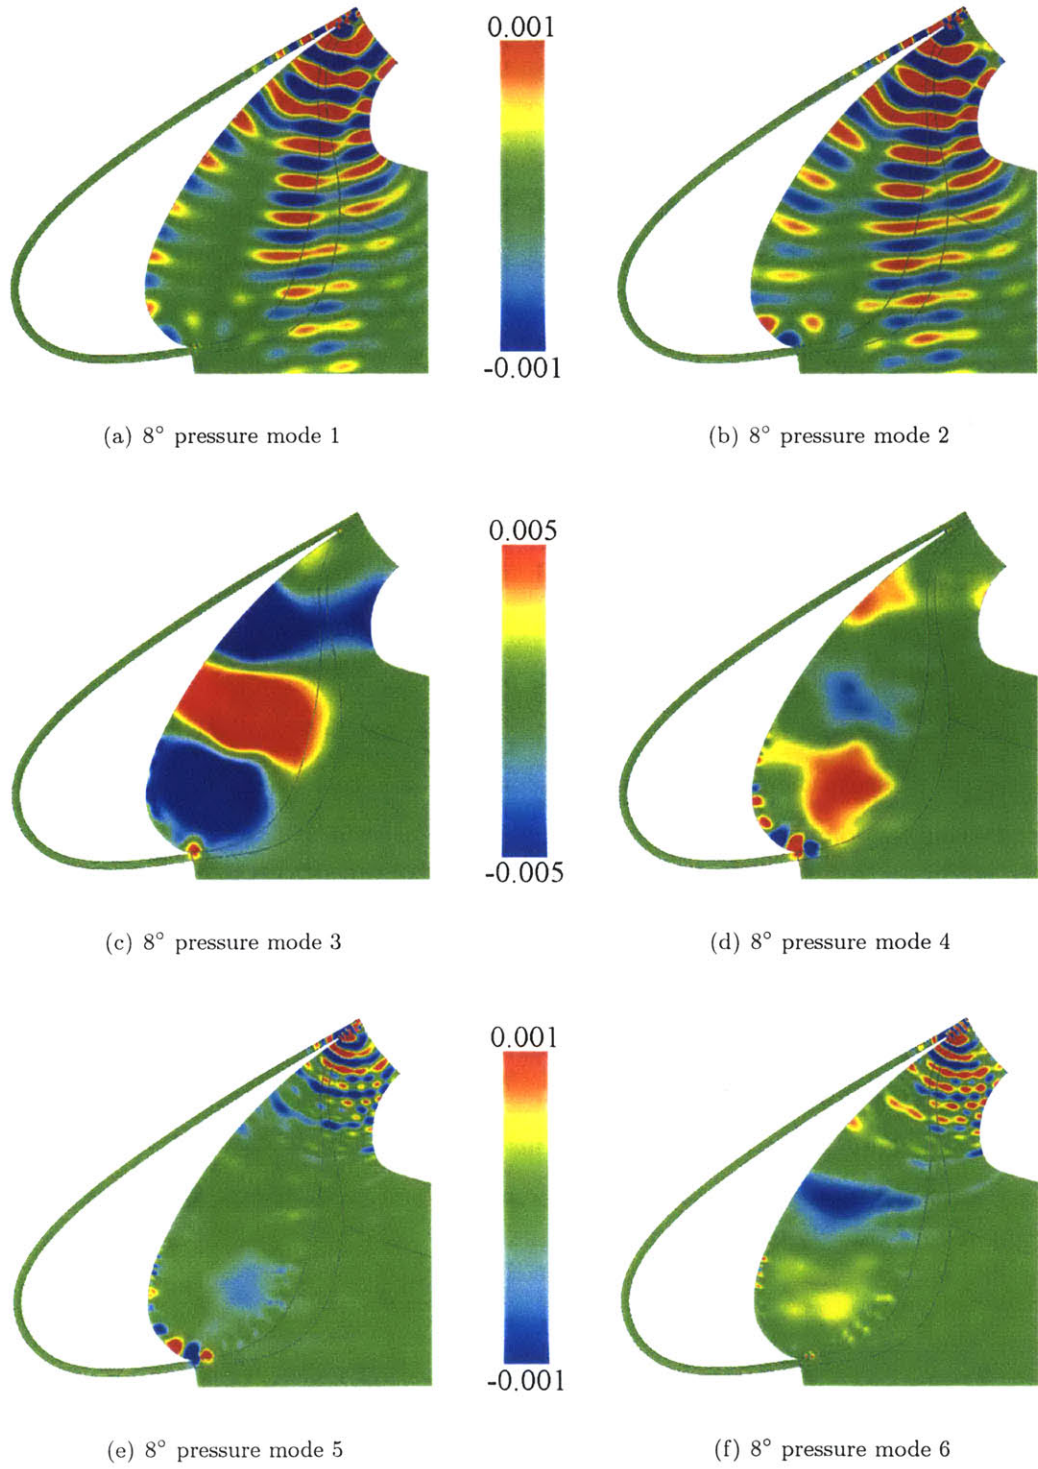 0.001
-0.001
(a) 8° pressure mode 1
(b) 8° pressure mode 2
0.005
-0.005
(c) 8° pressure mode 3
(d) 8° pressure mode 4
0.001
-0.001
(e) 8° pressure mode 5
(f) 8° pressure mode 6